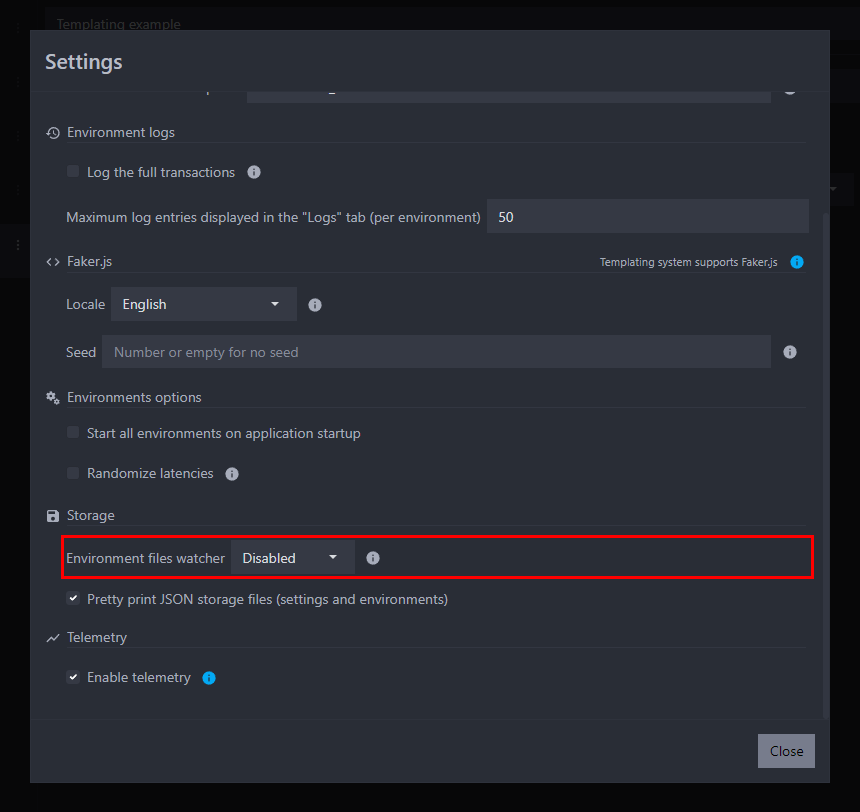 Templating example
Settings
Environment logs
Log the full transactions
Maximum log entries displayed in the "Logs" tab (per environment) 50
Faker.js Templating system supports Faker.js
Locale English
Seed Number or empty for no seed
Environments options
Start all environments on application startup
Randomize latencies
Storage
Environment files watcher Disabled
Pretty print JSON storage files (settings and environments)
Telemetry
Enable telemetry
Close